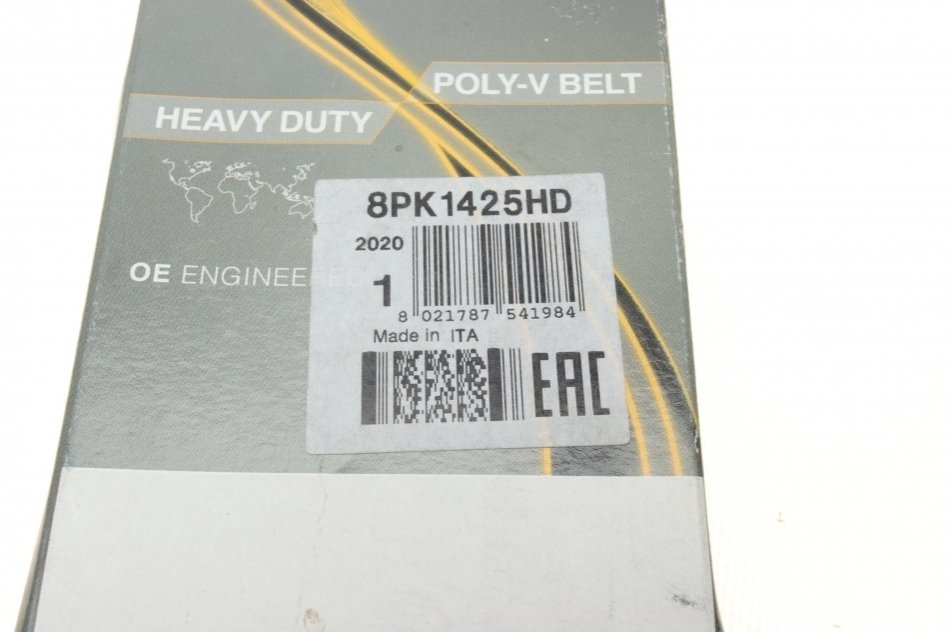 POLY-V BELT
HEAVY DUTY
8PK1425HD
2020
OE ENGINEERED
1
8 021787 541984
Made in ITA
EAC